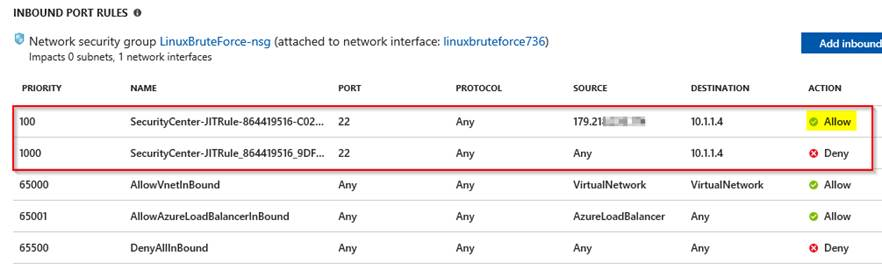 INBOUND PORT RULES
Network security group LinuxBruteForce-nsg (attached to network interface: linuxbruteforce736)
Impacts 0 subnets, 1 network interfaces
Add inbound
PRIORITY NAME PORT PROTOCOL SOURCE DESTINATION ACTION
100 SecurityCenter-JITRule-864419516-C02... 22 Any 179.21 10.1.1.4 Allow
1000 SecurityCenter-JITRule_864419516_9DF... 22 Any Any 10.1.1.4 Deny
65000 AllowVnetInBound Any Any VirtualNetwork VirtualNetwork Allow
65001 AllowAzureLoadBalancerInBound Any Any AzureLoadBalancer Any Allow
65500 DenyAllInBound Any Any Any Any Deny